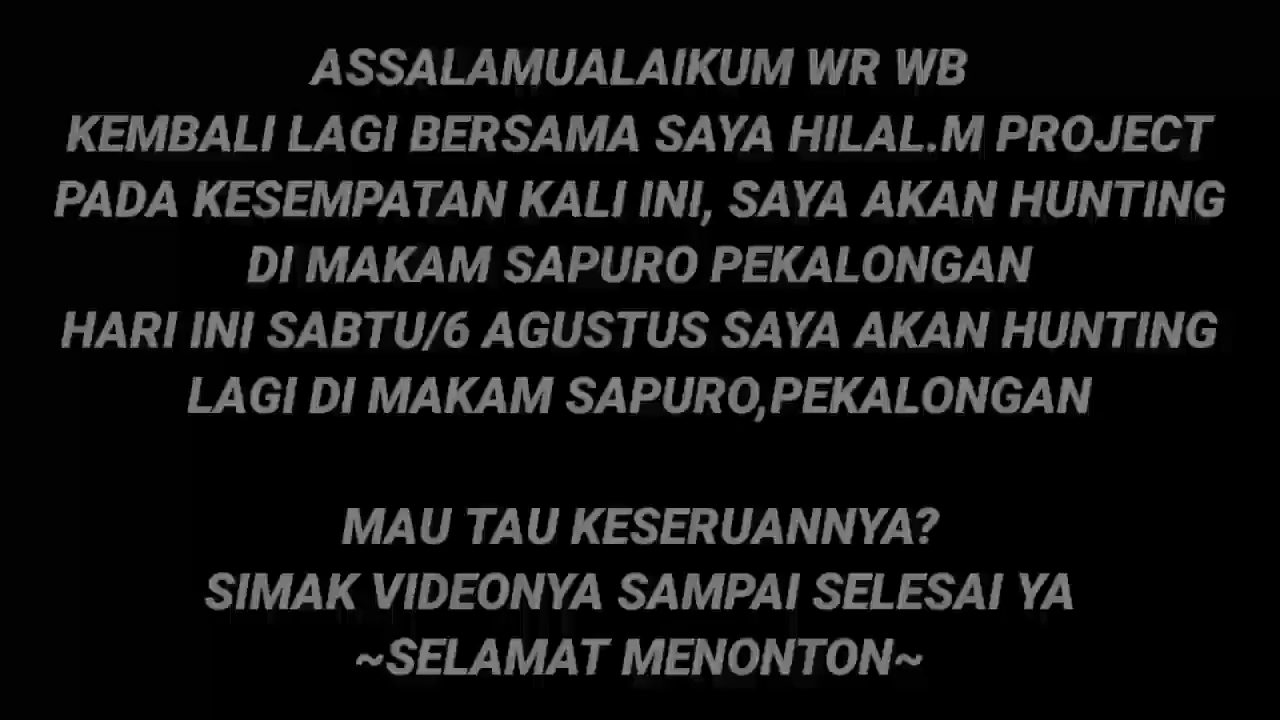 ASSALAMUALAIKUM WR WB
KEMBALI LAGI BERSAMA SAYA HILAL.M PROJECT
PADA KESEMPATAN KALI INI, SAYA AKAN HUNTING
DI MAKAM SAPURO PEKALONGAN
HARI INI SABTU/6 AGUSTUS SAYA AKAN HUNTING
LAGI DI MAKAM SAPURO,PEKALONGAN
MAU TAU KESERUANNYA?
SIMAK VIDEONYA SAMPAI SELESAI YA
~SELAMAT MENONTON~